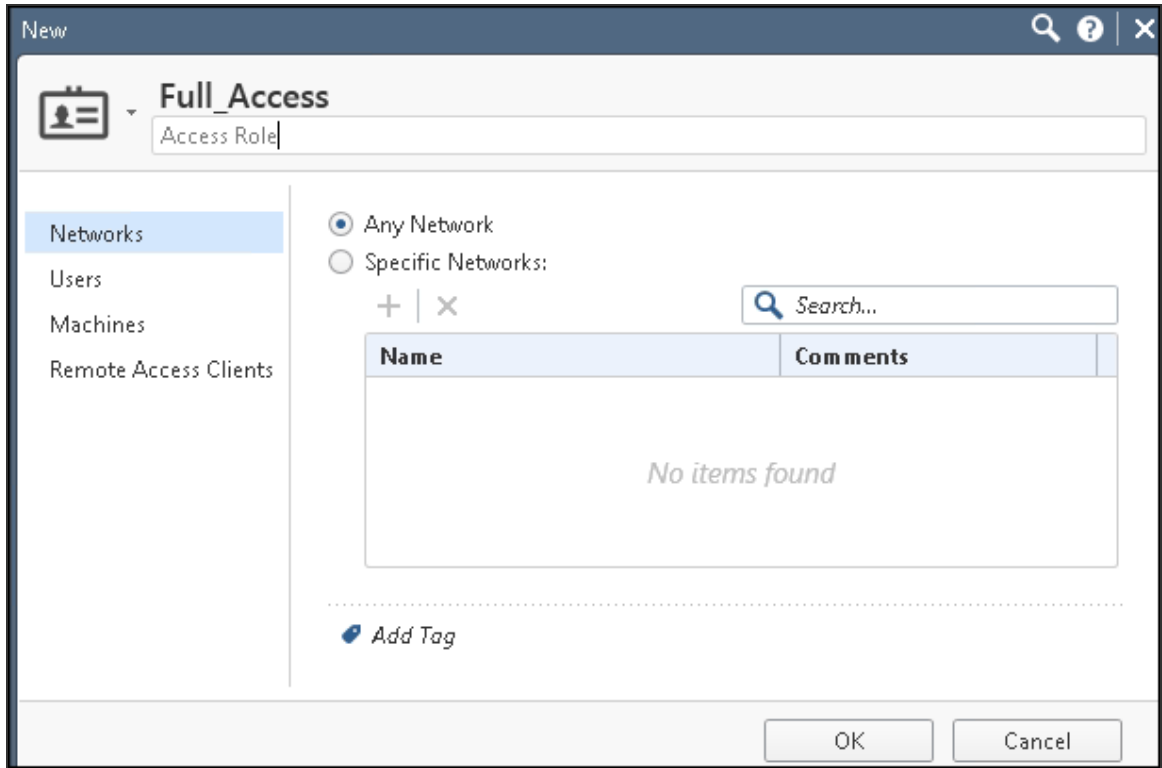 New
Full_Access
Access Role
Networks
Users
Machines
Remote Access Clients
Any Network
Specific Networks:
Search...
Name Comments
No items found
Add Tag
OK Cancel